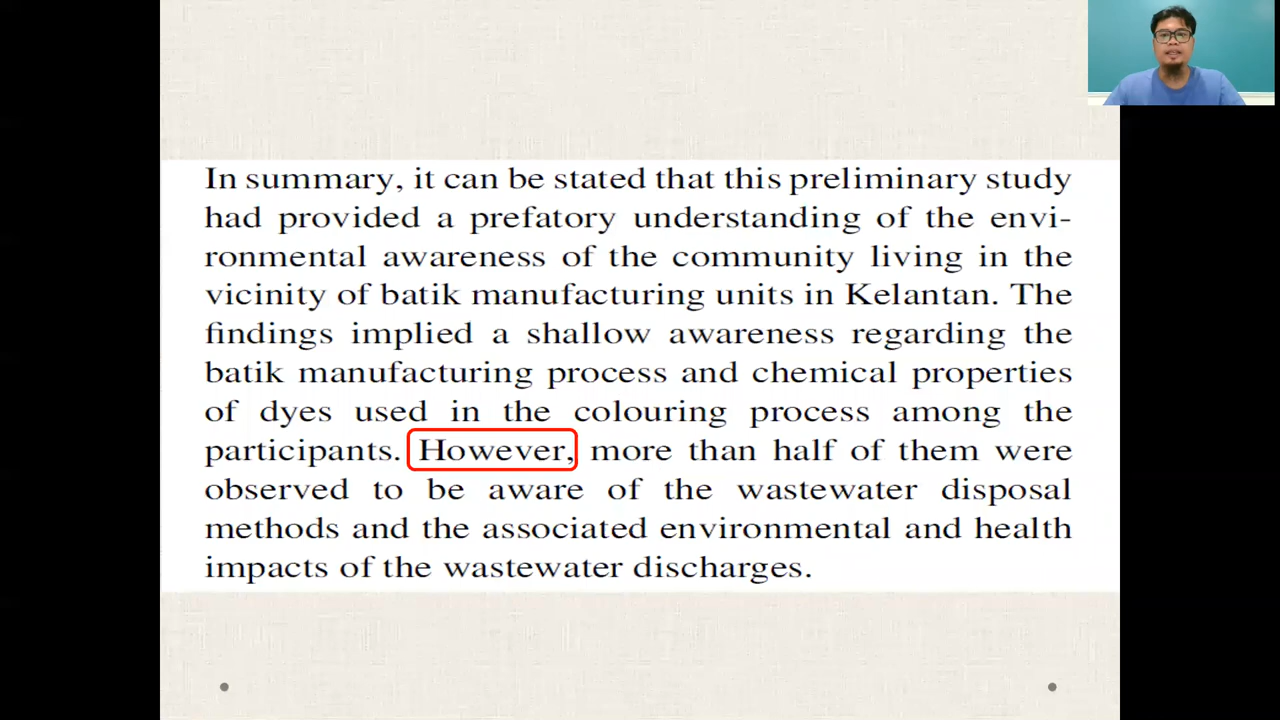 In summary, it can be stated that this preliminary study
had provided a prefatory understanding of the envi-
ronmental awareness of the community living in the
vicinity of batik manufacturing units in Kelantan. The
findings implied a shallow awareness regarding the
batik manufacturing process and chemical properties
of dyes used in the colouring process among the
participants. However, more than half of them were
observed to be aware of the wastewater disposal
methods and the associated environmental and health
impacts of the wastewater discharges.